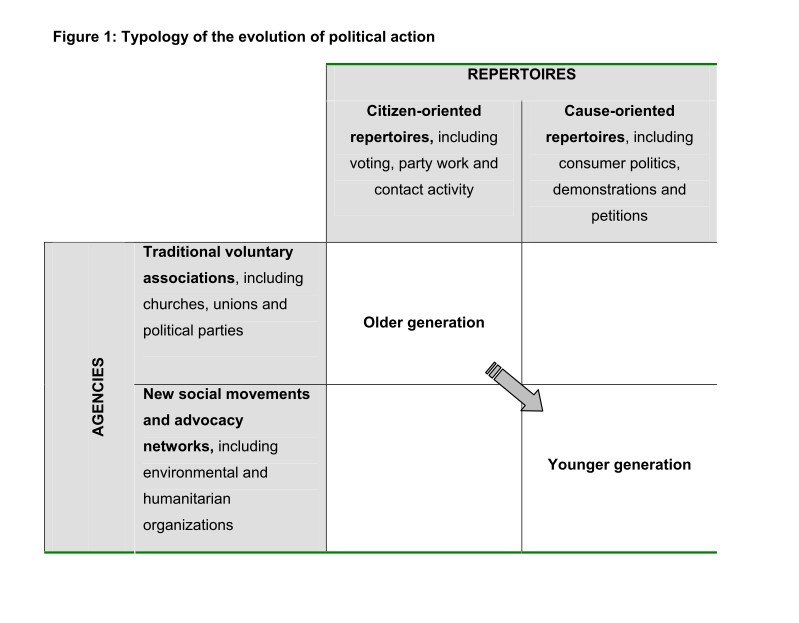 Figure 1: Typology of the evolution of political action
REPERTOIRES
Citizen-oriented
repertoires, including
voting, party work and
contact activity
Cause-oriented
repertoires, including
consumer politics,
demonstrations and
petitions
AGENCIES
Traditional voluntary
associations, including
churches, unions and
political parties
Older generation
New social movements
and advocacy
networks, including
environmental and
humanitarian
organizations
Younger generation